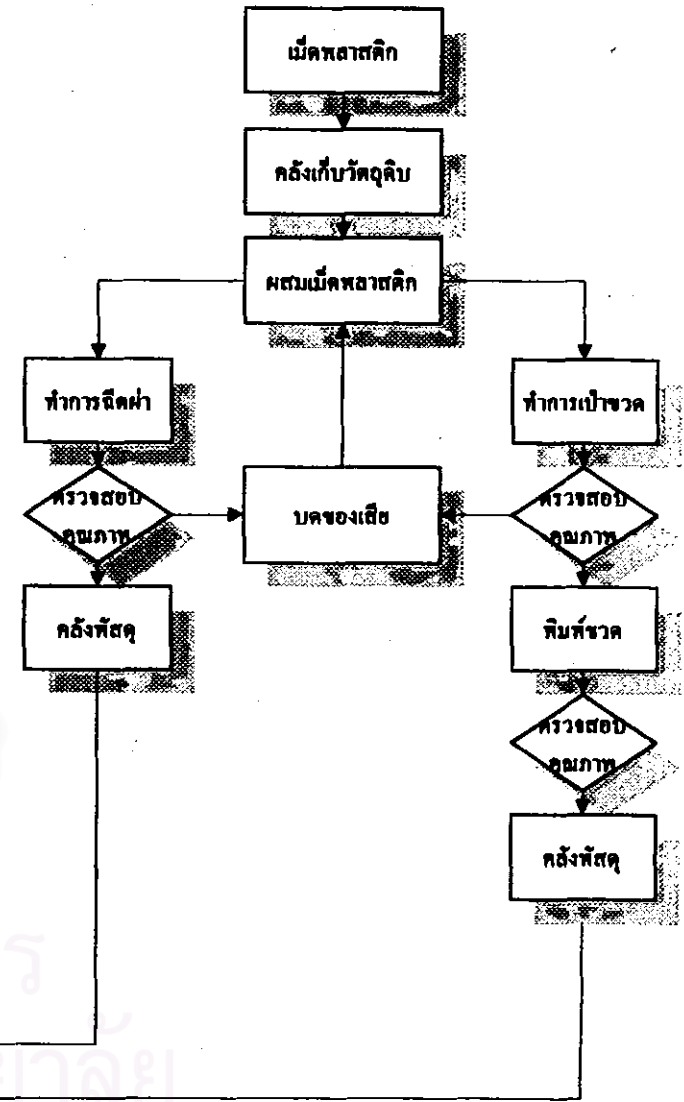 เม็ดพลาสติก
คลังเก็บวัตถุดิบ
ผสมเม็ดพลาสติก
ทำการฉีดฝา
ทำการเป่าขวด
ตรวจสอบ
คุณภาพ
บดของเสีย
ตรวจสอบ
คุณภาพ
คลังพัสดุ
พิมพ์ขวด
ตรวจสอบ
คุณภาพ
คลังพัสดุ